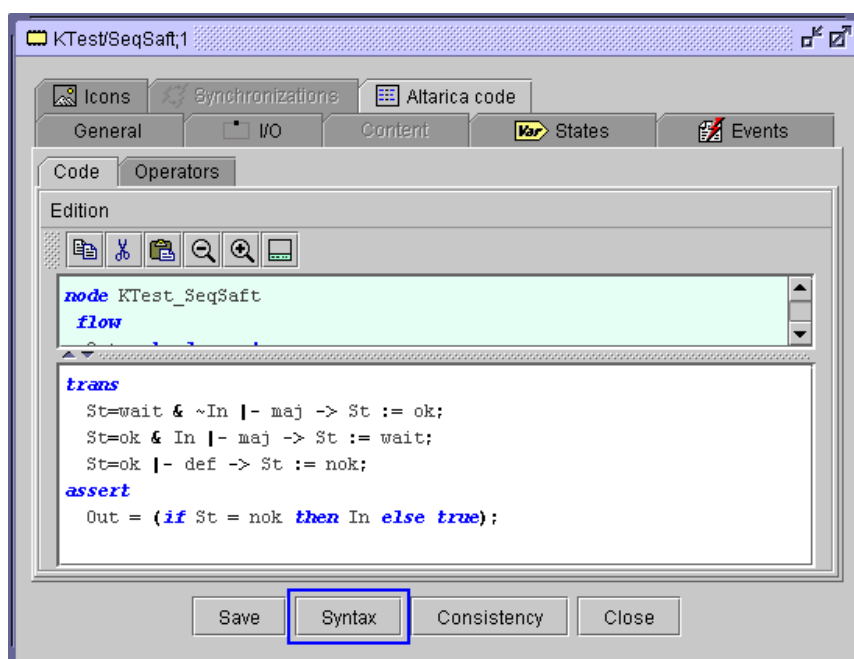 KTest/SeqSaft;1
Icons Synchronizations Altarica code
General I/O Content Var States Events
Code Operators
Edition
node KTest_SeqSaft
flow
trans
St=wait & ~In |- maj -> St := ok;
St=ok & In |- maj -> St := wait;
St=ok |- def -> St := nok;
assert
Out = (if St = nok then In else true);
Save Syntax Consistency Close